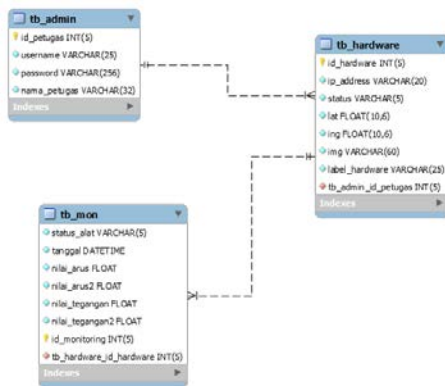 tb_admin
id_petugas INT(5)
username VARCHAR(25)
password VARCHAR(256)
nama_petugas VARCHAR(32)
Indexes
tb_hardware
id_hardware INT(5)
ip_address VARCHAR(20)
status VARCHAR(5)
lat FLOAT(10,6)
lng FLOAT(10,6)
img VARCHAR(60)
label_hardware VARCHAR(25)
tb_admin_id_petugas INT(5)
Indexes
tb_mon
status_alat VARCHAR(5)
tanggal DATETIME
nilai_arus FLOAT
nilai_arus2 FLOAT
nilai_tegangan FLOAT
nilai_tegangan2 FLOAT
id_monitoring INT(5)
tb_hardware_id_hardware INT(5)
Indexes